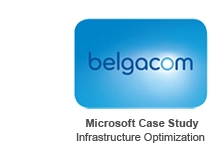 belgacom
Microsoft Case Study
Infrastructure Optimization